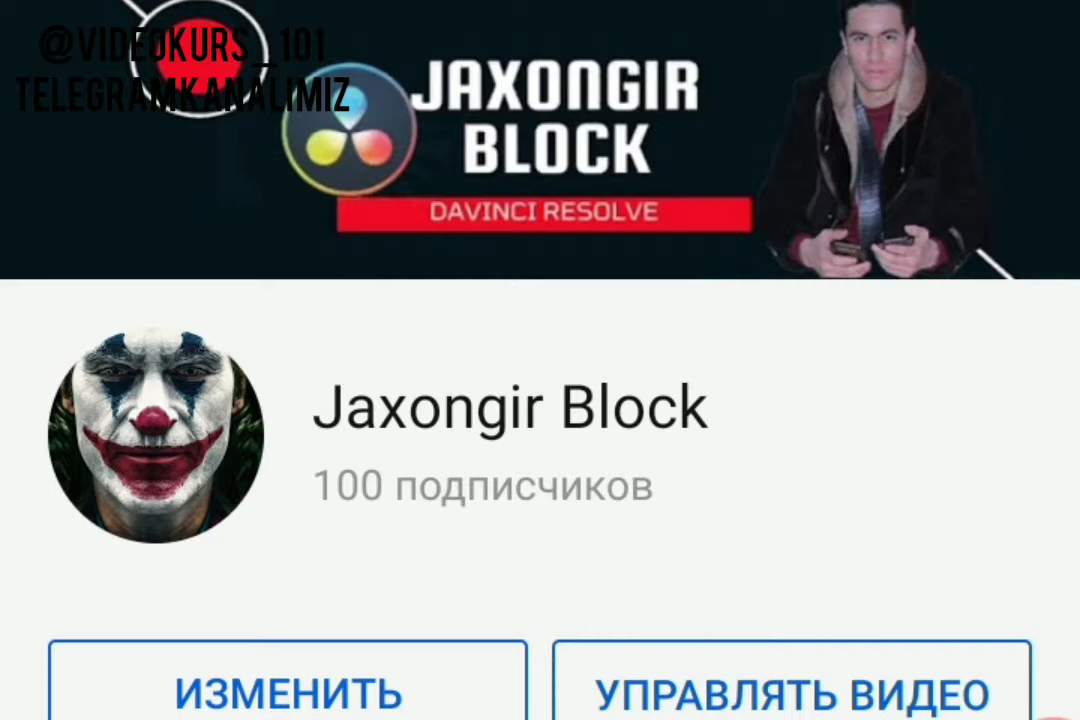 @VIDEOKURS_101
TELEGRAMKANALIMIZ
JAXONGIR
BLOCK
DAVINCI RESOLVE
Jaxongir Block
100 подписчиков
ИЗМЕНИТЬ
УПРАВЛЯТЬ ВИДЕО